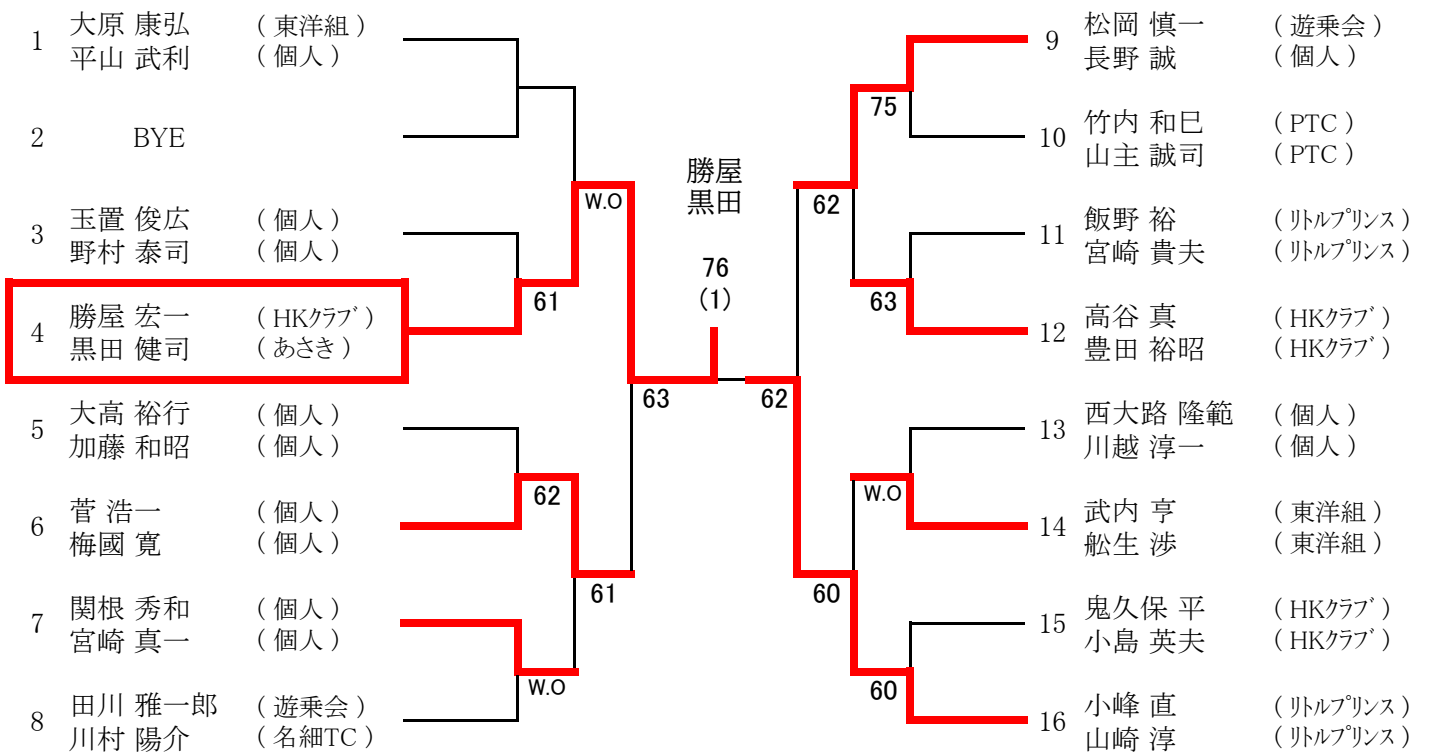 1 大原 康弘 ( 東洋組 )
平山 武利 ( 個人 )
2 BYE
3 玉置 俊広 ( 個人 )
野村 泰司 ( 個人 )
4 勝屋 宏一 ( HKクラブ )
黒田 健司 ( あさき )
5 大高 裕行 ( 個人 )
加藤 和昭 ( 個人 )
6 菅 浩一 ( 個人 )
梅國 寛 ( 個人 )
7 関根 秀和 ( 個人 )
宮崎 真一 ( 個人 )
8 田川 雅一郎 ( 遊乗会 )
川村 陽介 ( 名細TC )
W.O
61
62
W.O
61
63
勝屋
黒田
76
(1)
62
62
60
75
63
W.O
60
9 松岡 慎一 ( 遊乗会 )
長野 誠 ( 個人 )
10 竹内 和巳 ( PTC )
山主 誠司 ( PTC )
11 飯野 裕 ( リトルプリンス )
宮崎 貴夫 ( リトルプリンス )
12 高谷 真 ( HKクラブ )
豊田 裕昭 ( HKクラブ )
13 西大路 隆範 ( 個人 )
川越 淳一 ( 個人 )
14 武内 亨 ( 東洋組 )
舩生 渉 ( 東洋組 )
15 鬼久保 平 ( HKクラブ )
小島 英夫 ( HKクラブ )
16 小峰 直 ( リトルプリンス )
山崎 淳 ( リトルプリンス )